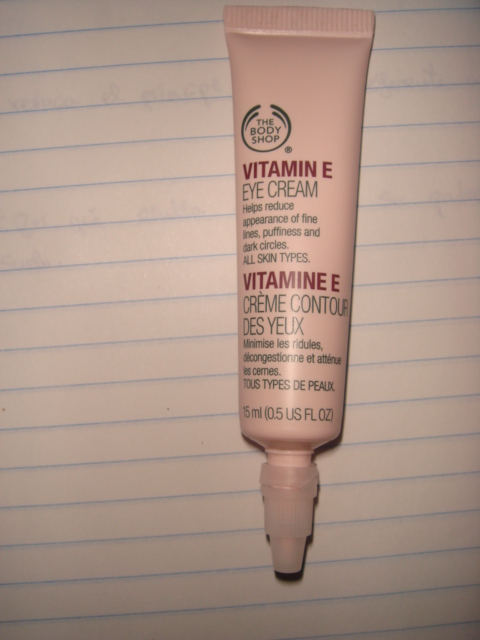 THE
BODY
SHOP
®
VITAMIN E
EYE CREAM
Helps reduce
appearance of fine
lines, puffiness and
dark circles.
ALL SKIN TYPES.
VITAMINE E
CRÈME CONTOUR
DES YEUX
Minimise les ridules,
décongestionne et atténue
les cernes.
TOUS TYPES DE PEAUX.
15 ml (0.5 US FL OZ)